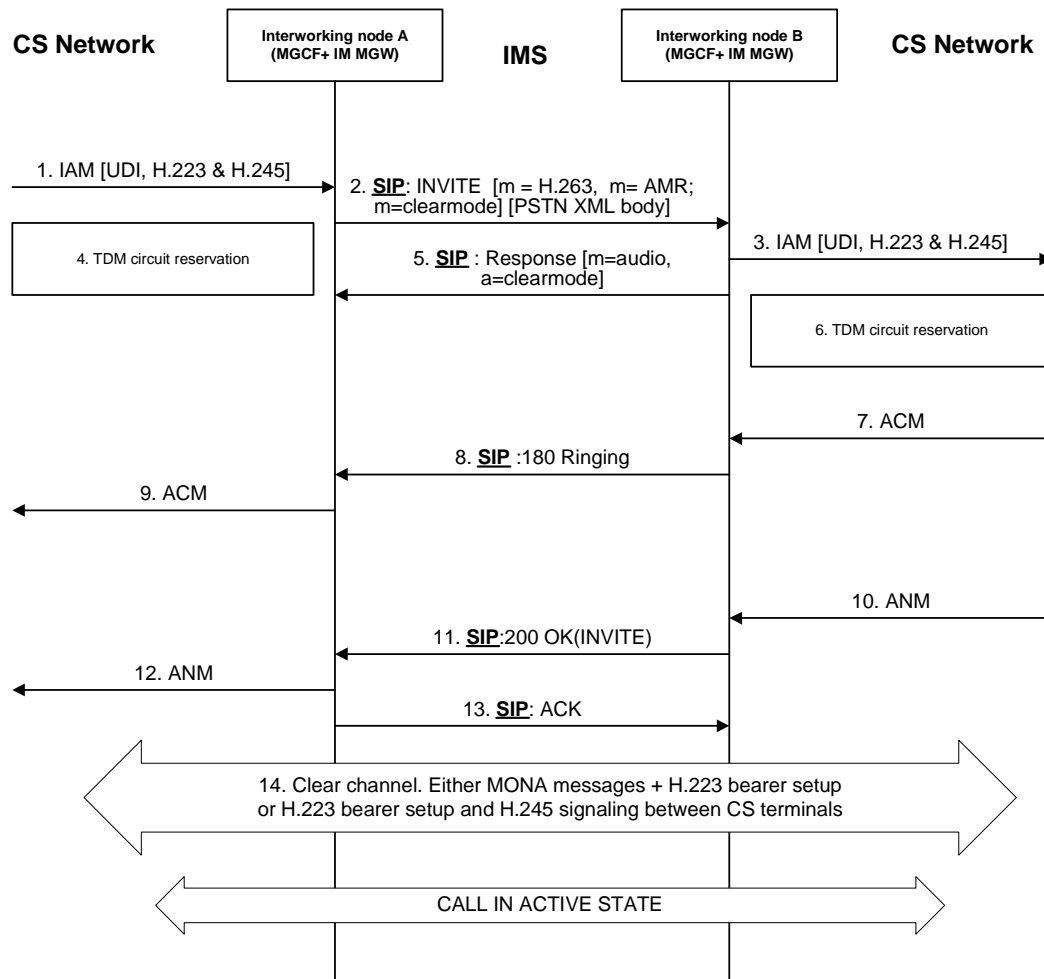 CS Network
Interworking node A
(MGCF+ IM MGW)
IMS
Interworking node B
(MGCF+ IM MGW)
CS Network
1. IAM [UDI, H.223 & H.245]
2. SIP: INVITE [m = H.263, m= AMR;
m=clearmode] [PSTN XML body]
3. IAM [UDI, H.223 & H.245]
4. TDM circuit reservation
5. SIP : Response [m=audio,
a=clearmode]
6. TDM circuit reservation
7. ACM
8. SIP :180 Ringing
9. ACM
10. ANM
11. SIP:200 OK(INVITE)
12. ANM
13. SIP: ACK
14. Clear channel. Either MONA messages + H.223 bearer setup
or H.223 bearer setup and H.245 signaling between CS terminals
CALL IN ACTIVE STATE